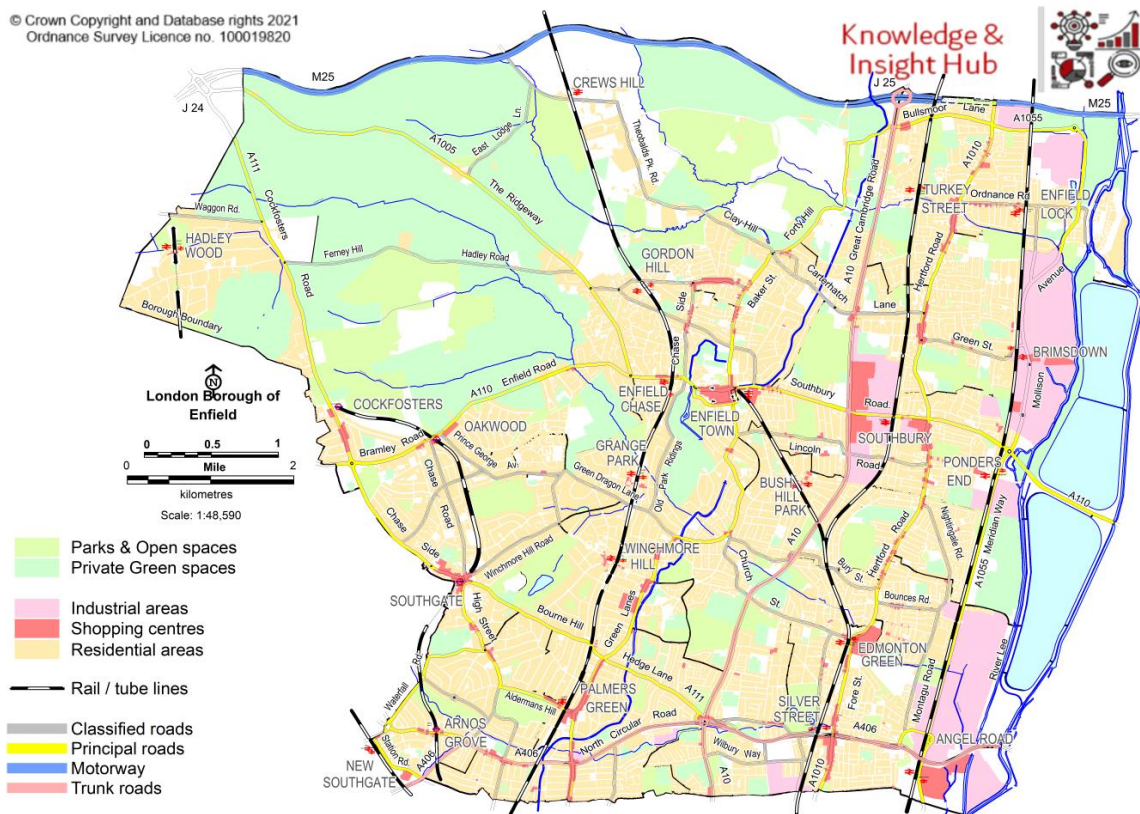 © Crown Copyright and Database rights 2021
Ordnance Survey Licence no. 100019820
Knowledge &
Insight Hub
M25
J 24
CREWS HILL
J 25
M25
Bullsmoor
Lane
A1055
A111
A1005
East Lodge Ln.
Theobalds Pk. Rd
A1010
TURKEY
STREET
Ordnance Rd
ENFIELD
LOCK
Cockfosters
Road
Waggon Rd.
The Ridgeway
Clay Hill
Forty Hill
A10 Great Cambridge Road
Hertford Road
HADLEY
WOOD
Ferney Hill
Hadley Road
GORDON
HILL
Side
Baker St.
Carterhatch
Lane
Avenue
Borough Boundary
Chase
Green St.
BRIMSDOWN
Mollison
N
London Borough of
Enfield
A110
Enfield Road
ENFIELD
CHASE
ENFIELD
TOWN
Southbury
Road.
SOUTHBURY
0 0.5 1
Mile
0 2
kilometres
Scale: 1:48,590
COCKFOSTERS
OAKWOOD
Bramley Road
Prince George
Av.
GRANGE
PARK
Old Park Ridings
Lincoln
Road
PONDERS
END
A110
Green Dragon Lane
BUSH
HILL
PARK
Chase
Road
Chase
Side
Winchmore Hill Road
WINCHMORE
HILL
A10
Church
St.
Hertford Road
Nightingale Rd.
A1055 Meridian Way
Bury St.
Bounces Rd.
Parks & Open spaces
Private Green spaces
Industrial areas
Shopping centres
Residential areas
Rail / tube lines
Classified roads
Principal roads
Motorway
Trunk roads
SOUTHGATE
High Street
Bourne Hill
Green Lanes
Hedge Lane
EDMONTON
GREEN
River Lee
Waterfall
Rd.
Aldermans Hill
PALMERS
GREEN
A111
SILVER
STREET
Fore St.
Montagu Road
ARNOS
GROVE
Station Rd.
A406
A406
North Circular Road
Wilbury Way
A406
ANGEL ROAD
NEW
SOUTHGATE
A10
A1010